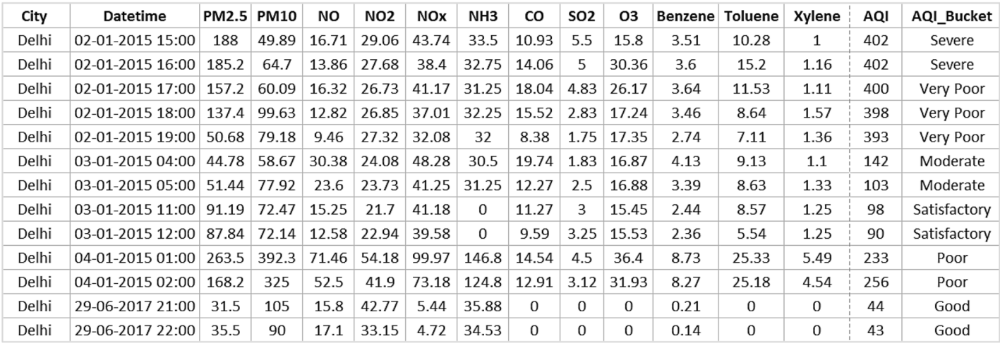 City Datetime PM2.5 PM10 NO NO2 NOx NH3 CO SO2 O3 Benzene Toluene Xylene AQI AQI_Bucket
Delhi 02-01-2015 15:00 188 49.89 16.71 29.06 43.74 33.5 10.93 5.5 15.8 3.51 10.28 1 402 Severe
Delhi 02-01-2015 16:00 185.2 64.7 13.86 27.68 38.4 32.75 14.06 5 30.36 3.6 15.2 1.16 402 Severe
Delhi 02-01-2015 17:00 157.2 60.09 16.32 26.73 41.17 31.25 18.04 4.83 26.17 3.64 11.53 1.11 400 Very Poor
Delhi 02-01-2015 18:00 137.4 99.63 12.82 26.85 37.01 32.25 15.52 2.83 17.24 3.46 8.64 1.57 398 Very Poor
Delhi 02-01-2015 19:00 50.68 79.18 9.46 27.32 32.08 32 8.38 1.75 17.35 2.74 7.11 1.36 393 Very Poor
Delhi 03-01-2015 04:00 44.78 58.67 30.38 24.08 48.28 30.5 19.74 1.83 16.87 4.13 9.13 1.1 142 Moderate
Delhi 03-01-2015 05:00 51.44 77.92 23.6 23.73 41.25 31.25 12.27 2.5 16.88 3.39 8.63 1.33 103 Moderate
Delhi 03-01-2015 11:00 91.19 72.47 15.25 21.7 41.18 0 11.27 3 15.45 2.44 8.57 1.25 98 Satisfactory
Delhi 03-01-2015 12:00 87.84 72.14 12.58 22.94 39.58 0 9.59 3.25 15.53 2.36 5.54 1.25 90 Satisfactory
Delhi 04-01-2015 01:00 263.5 392.3 71.46 54.18 99.97 146.8 14.54 4.5 36.4 8.73 25.33 5.49 233 Poor
Delhi 04-01-2015 02:00 168.2 325 52.5 41.9 73.18 124.8 12.91 3.12 31.93 8.27 25.18 4.54 256 Poor
Delhi 29-06-2017 21:00 31.5 105 15.8 42.77 5.44 35.88 0 0 0 0.21 0 0 44 Good
Delhi 29-06-2017 22:00 35.5 90 17.1 33.15 4.72 34.53 0 0 0 0.14 0 0 43 Good